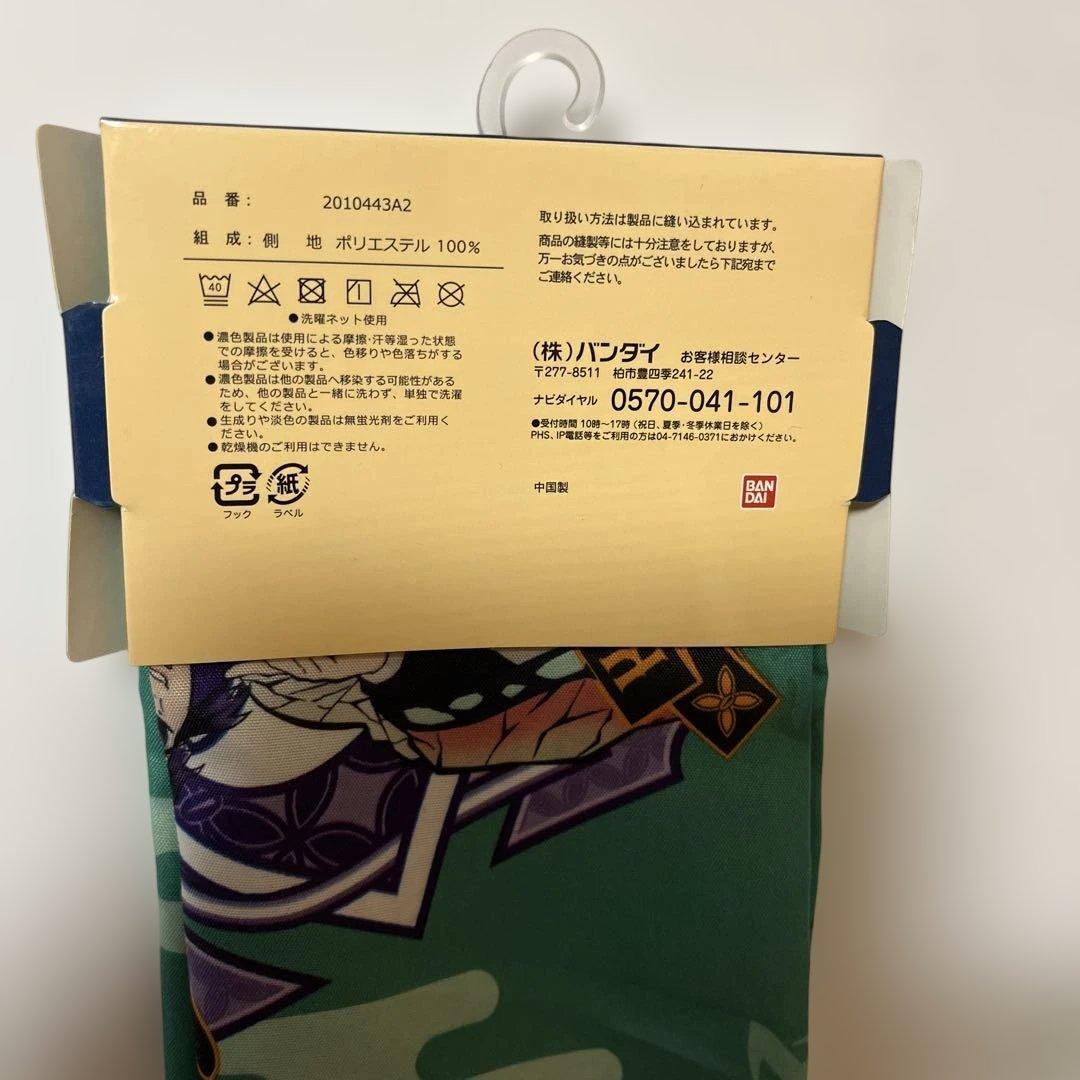 品 番: 2010443A2
組 成: 側 地 ポリエステル 100%
40
●洗曜ネット使用
●濃色製品は使用による摩擦・汗等湿った状態
での摩擦を受けると、色移りや色落ちがする
場合がございます。
●濃色製品は他の製品へ移染する可能性がある
ため、他の製品と一緒に洗わず、単独で洗濯
をしてください。
●生成りや淡色の製品は無蛍光剤をご利用く
ださい。
●乾燥機のご利用はできません。
プラ
フック
紙
ラベル
取り扱い方法は製品に縫い込まれています。
商品の縫製等には十分注意をしておりますが、
万一お気づきの点がございましたら下記宛まで
ご連絡ください。
(株)バンダイ お客様相談センター
〒277-8511 柏市豊四季241-22
ナビダイヤル 0570-041-101
●受付時間 10時~17時(祝日、夏季・冬季休業日を除く)
PHS、IP電話等をご利用の方は04-7146-0371におかけください。
中国製
BAN
DAI